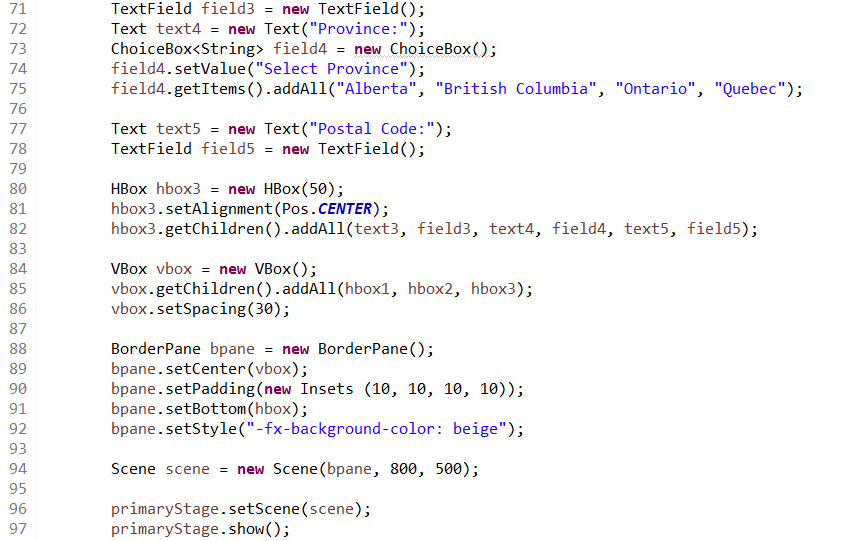 71 TextField field3 = new TextField();
72 Text text4 = new Text("Province:");
73 ChoiceBox<String> field4 = new ChoiceBox();
74 field4.setValue("Select Province");
75 field4.getItems().addAll("Alberta", "British Columbia", "Ontario", "Quebec");
76
77 Text text5 = new Text("Postal Code:");
78 TextField field5 = new TextField();
79
80 HBox hbox3 = new HBox(50);
81 hbox3.setAlignment(Pos.CENTER);
82 hbox3.getChildren().addAll(text3, field3, text4, field4, text5, field5);
83
84 VBox vbox = new VBox();
85 vbox.getChildren().addAll(hbox1, hbox2, hbox3);
86 vbox.setSpacing(30);
87
88 BorderPane bpane = new BorderPane();
89 bpane.setCenter(vbox);
90 bpane.setPadding(new Insets (10, 10, 10, 10));
91 bpane.setBottom(hbox);
92 bpane.setStyle("-fx-background-color: beige");
93
94 Scene scene = new Scene(bpane, 800, 500);
95
96 primaryStage.setScene(scene);
97 primaryStage.show();